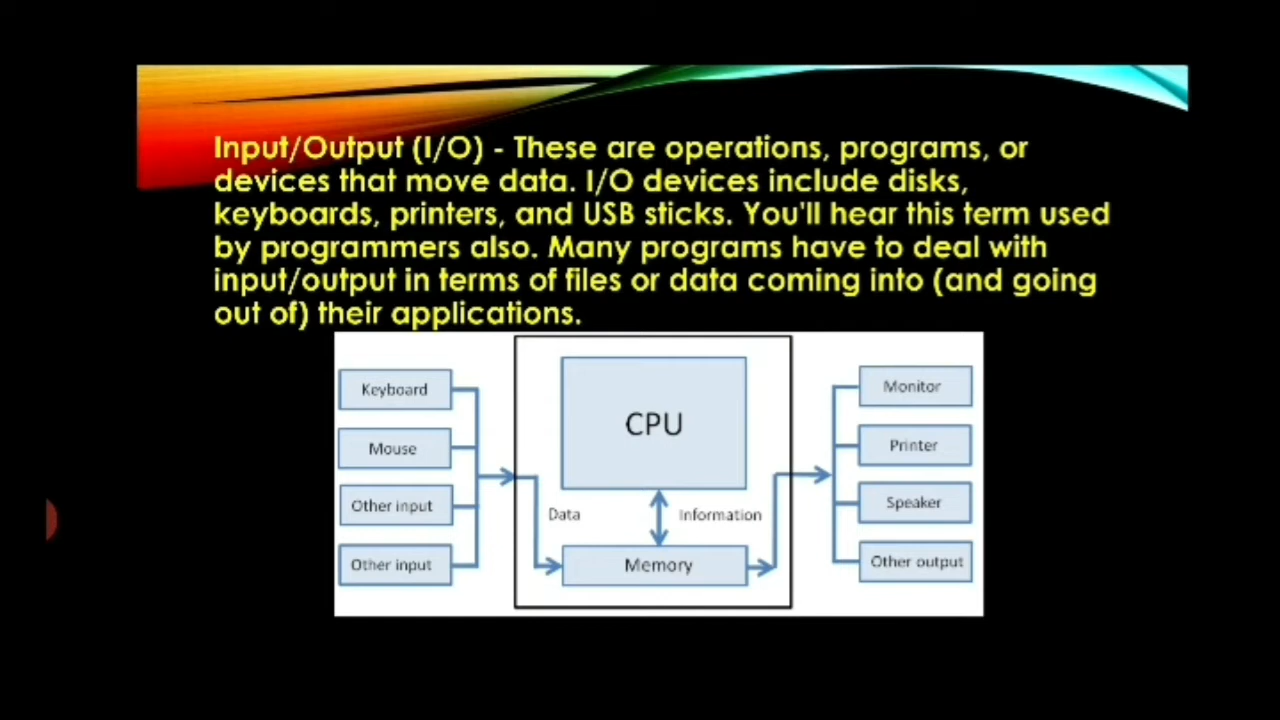 Input/Output (I/O) - These are operations, programs, or
devices that move data. I/O devices include disks,
keyboards, printers, and USB sticks. You'll hear this term used
by programmers also. Many programs have to deal with
input/output in terms of files or data coming into (and going
out of) their applications.
Keyboard
Mouse
Other input
Other input
CPU
Data
Information
Memory
Monitor
Printer
Speaker
Other output